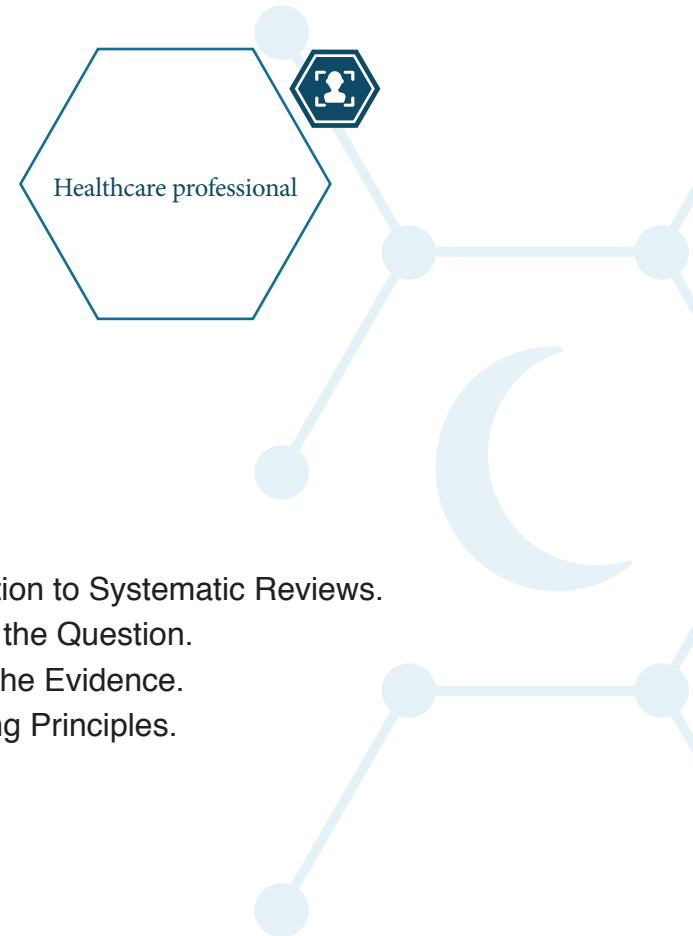 Healthcare professional
tion to Systematic Reviews.
the Question.
he Evidence.
g Principles.